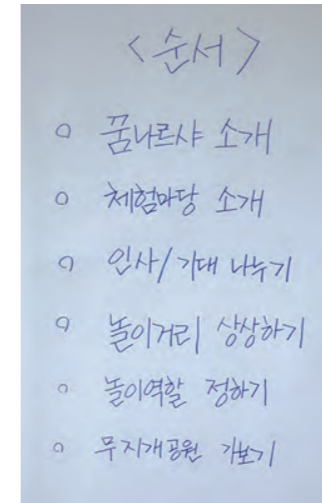 <순서>
○ 꿈나르샤 소개
○ 체험마당 소개
○ 인사/기대 나누기
○ 놀이거리 상상하기
○ 놀이역할 정하기
○ 무지개공원 가보기